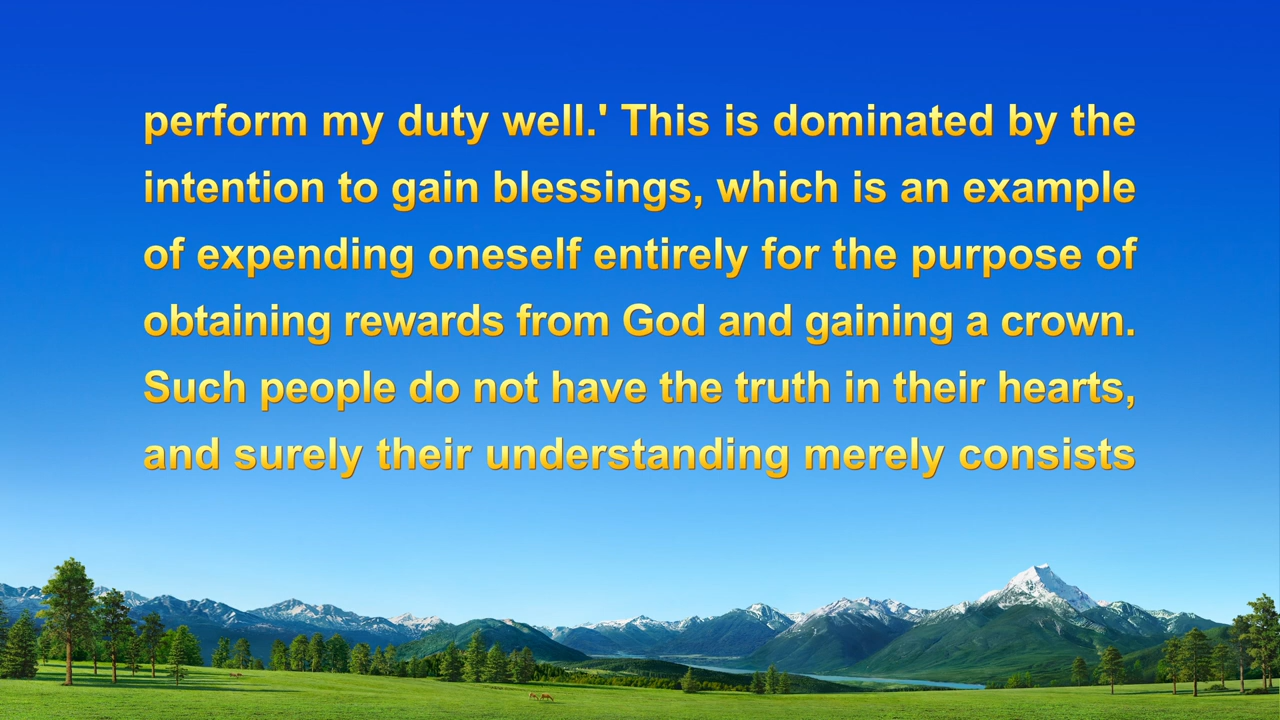 perform my duty well.' This is dominated by the
intention to gain blessings, which is an example
of expending oneself entirely for the purpose of
obtaining rewards from God and gaining a crown.
Such people do not have the truth in their hearts,
and surely their understanding merely consists